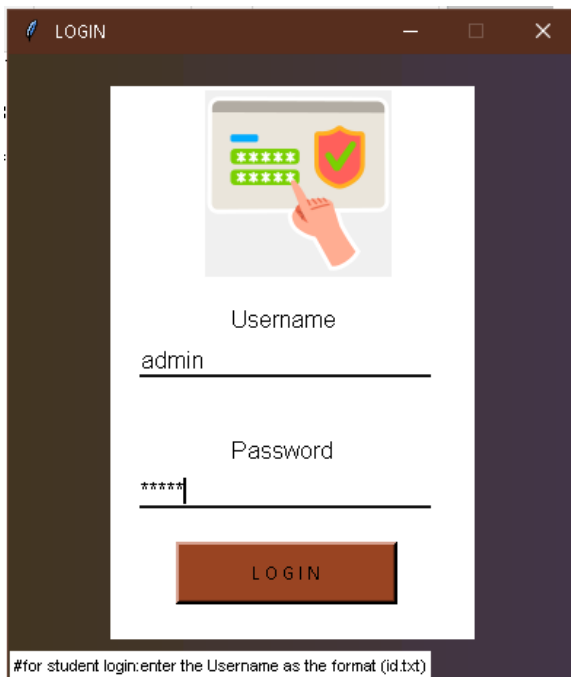 LOGIN
*****
*****
Username
admin
Password
*****
LOGIN
#for student login:enter the Username as the format (id.txt)